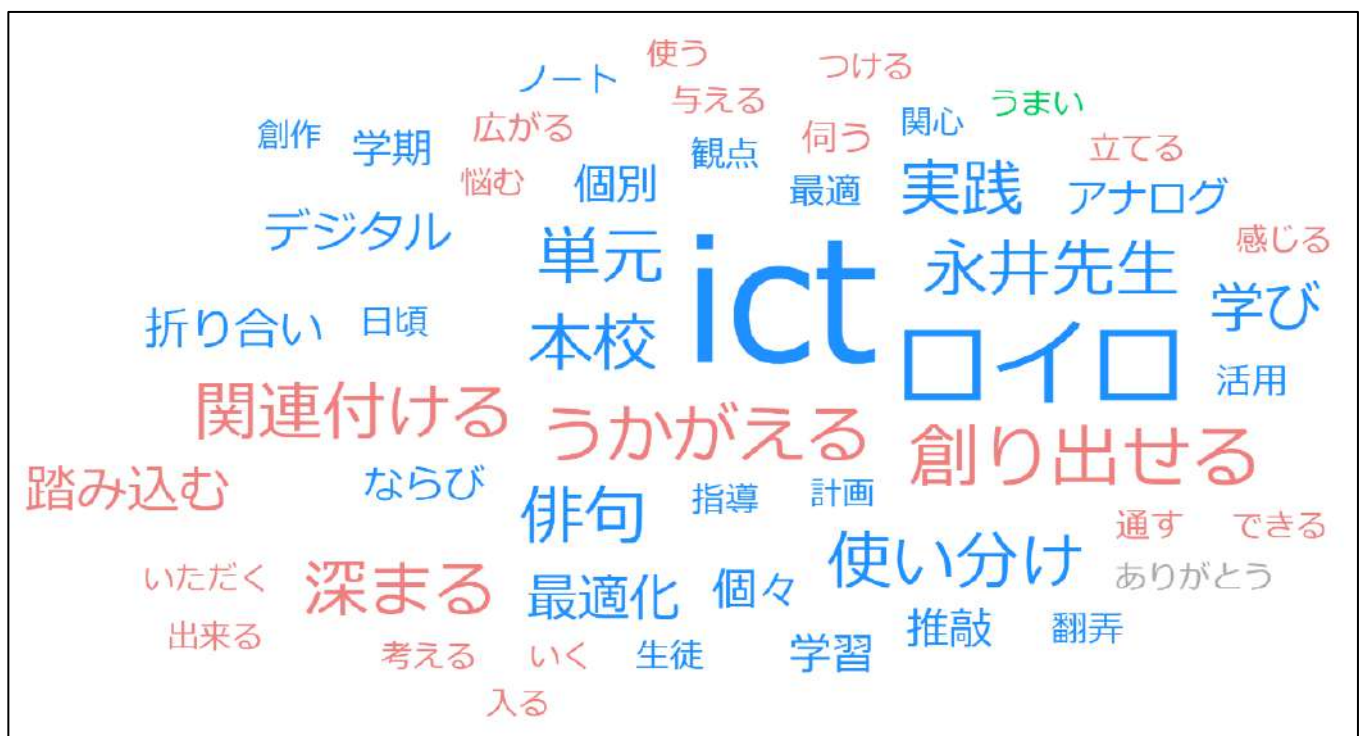 使う
つける
ノート
与える
うまい
創作
学期
広がる
観点
伺う
関心
立てる
悩む
個別
最適
実践
アナログ
デジタル
単元
ict
永井先生
感じる
折り合い
日頃
本校
ロイロ
学び
活用
関連付ける
うかがえる
創り出せる
踏み込む
ならび
俳句
指導
計画
使い分け
通す
できる
いただく
深まる
最適化
個々
ありがとう
出来る
考える
いく
生徒
学習
推敲
翻弄
入る